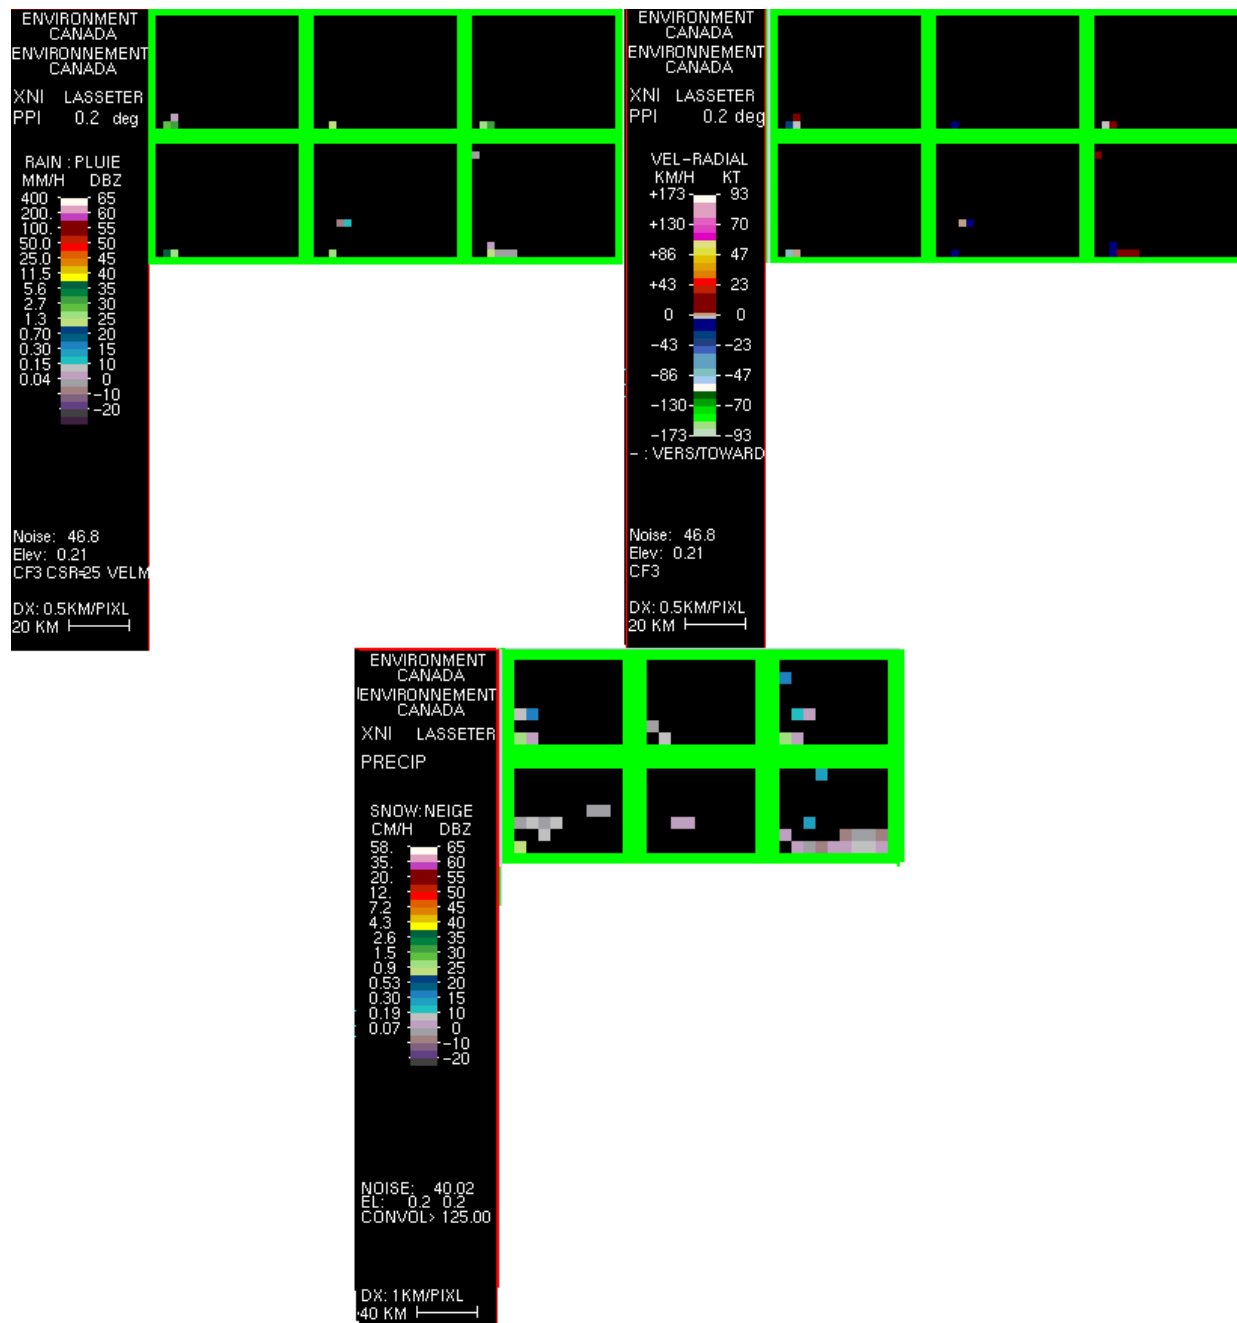 ENVIRONMENT
CANADA
ENVIRONNEMENT
CANADA
XNI LASSETER
PPI 0.2 deg
RAIN : PLUIE
MM/H DBZ
400 65
200. 60
100. 55
50.0 50
25.0 45
11.5 40
5.6 35
2.7 30
1.3 25
0.70 20
0.30 15
0.15 10
0.04 0
-10
-20
Noise: 46.8
Elev: 0.21
CF3 CSR=25 VELM
DX: 0.5KM/PIXL
20 KM
ENVIRONMENT
CANADA
ENVIRONNEMENT
CANADA
XNI LASSETER
PPI 0.2 deg
VEL-RADIAL
KM/H KT
+173 93
+130 70
+86 47
+43 23
0 0
-43 -23
-86 -47
-130 -70
-173 -93
- : VERS/TOWARD
Noise: 46.8
Elev: 0.21
CF3
DX: 0.5KM/PIXL
20 KM
ENVIRONMENT
CANADA
ENVIRONNEMENT
CANADA
XNI LASSETER
PRECIP
SNOW: NEIGE
CM/H DBZ
58. 65
35. 60
20. 55
12. 50
7.2 45
4.3 40
2.6 35
1.5 30
0.9 25
0.53 20
0.30 15
0.19 10
0.07 0
-10
-20
NOISE: 40.02
EL: 0.2 0.2
CONVOL> 125.00
DX: 1KM/PIXL
40 KM